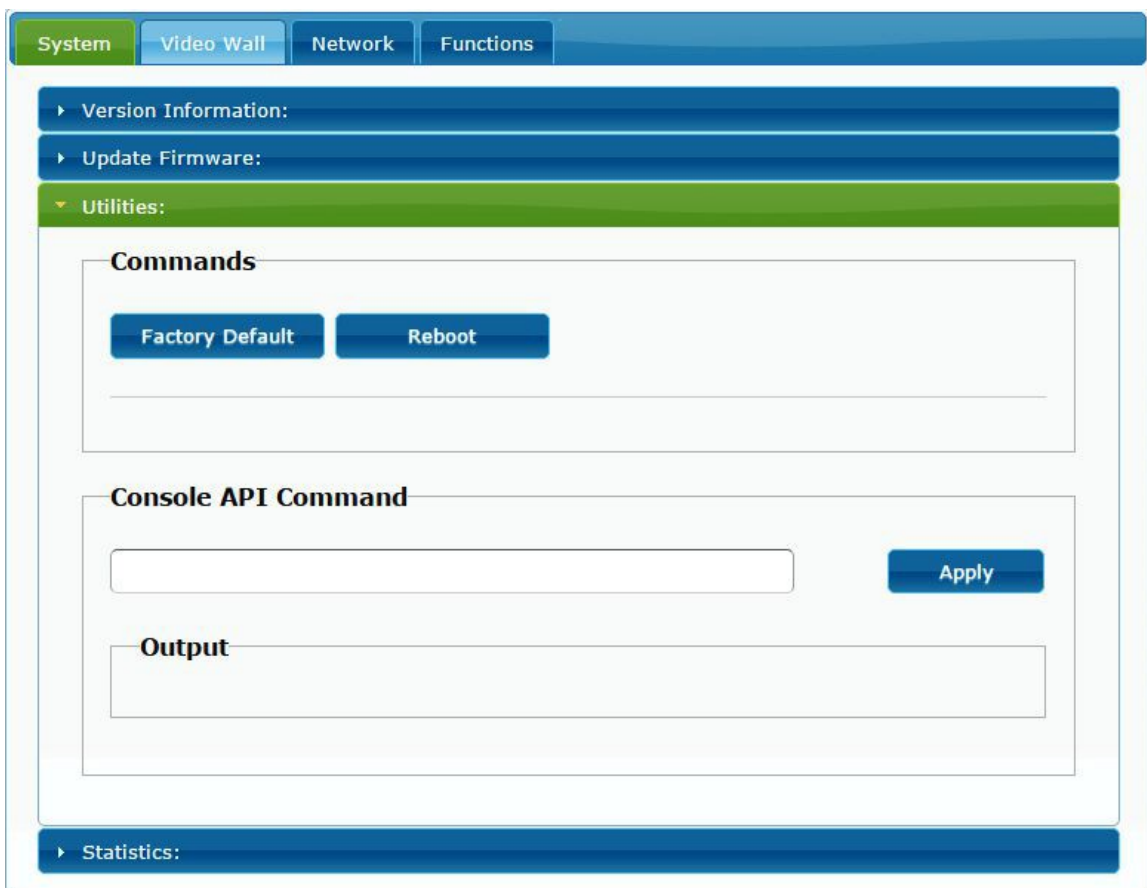 System Video Wall Network Functions
Version Information:
Update Firmware:
Utilities:
Commands
Factory Default Reboot
Console API Command
Apply
Output
Statistics: